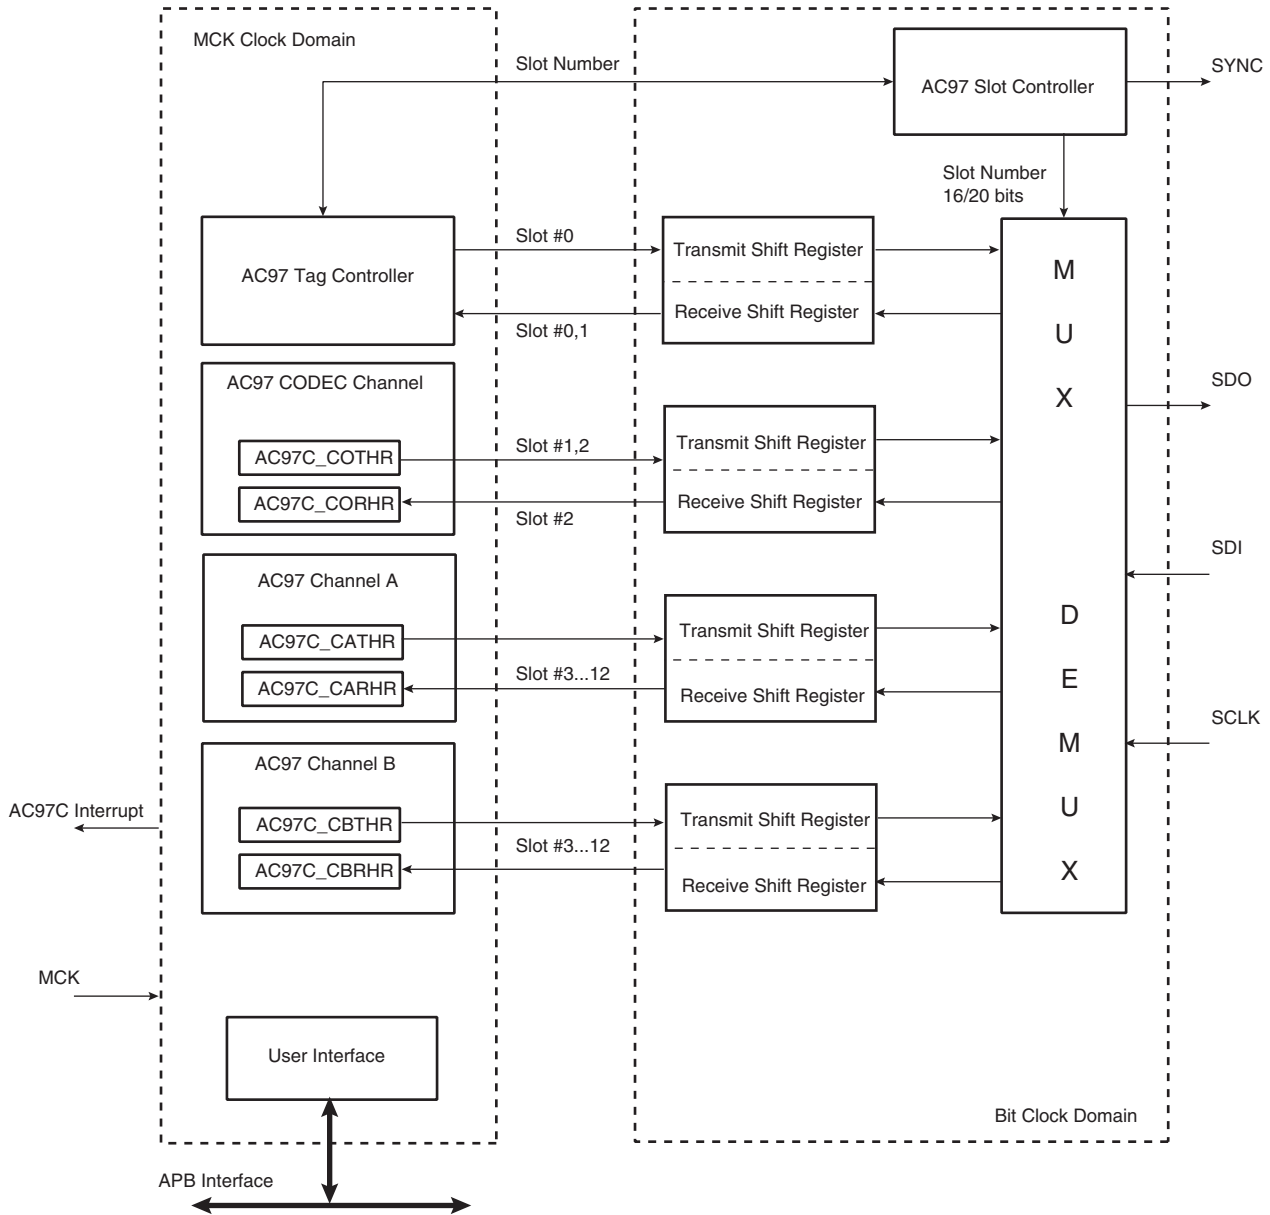 MCK Clock Domain
Slot Number
AC97 Slot Controller
SYNC
Slot Number
16/20 bits
AC97 Tag Controller
Slot #0
Slot #0,1
Transmit Shift Register
Receive Shift Register
M
U
X
D
E
M
U
X
AC97 CODEC Channel
AC97C_COTHR
AC97C_CORHR
Slot #1,2
Slot #2
Transmit Shift Register
Receive Shift Register
SDO
SDI
AC97 Channel A
AC97C_CATHR
AC97C_CARHR
Slot #3...12
Transmit Shift Register
Receive Shift Register
SCLK
AC97 Channel B
AC97C_CBTHR
AC97C_CBRHR
Slot #3...12
Transmit Shift Register
Receive Shift Register
AC97C Interrupt
MCK
User Interface
Bit Clock Domain
APB Interface